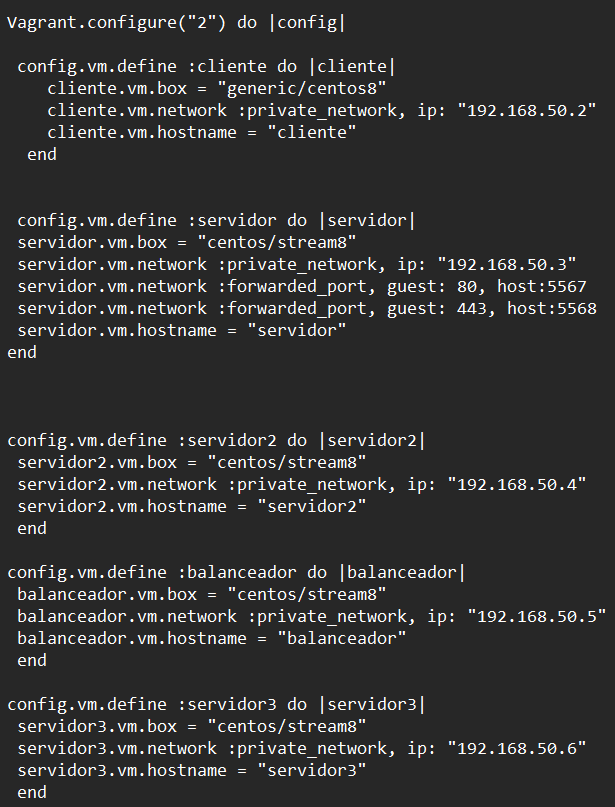 Vagrant.configure("2") do |config|
config.vm.define :cliente do |cliente|
cliente.vm.box = "generic/centos8"
cliente.vm.network :private_network, ip: "192.168.50.2"
cliente.vm.hostname = "cliente"
end
config.vm.define :servidor do |servidor|
servidor.vm.box = "centos/stream8"
servidor.vm.network :private_network, ip: "192.168.50.3"
servidor.vm.network :forwarded_port, guest: 80, host:5567
servidor.vm.network :forwarded_port, guest: 443, host:5568
servidor.vm.hostname = "servidor"
end
config.vm.define :servidor2 do |servidor2|
servidor2.vm.box = "centos/stream8"
servidor2.vm.network :private_network, ip: "192.168.50.4"
servidor2.vm.hostname = "servidor2"
end
config.vm.define :balanceador do |balanceador|
balanceador.vm.box = "centos/stream8"
balanceador.vm.network :private_network, ip: "192.168.50.5"
balanceador.vm.hostname = "balanceador"
end
config.vm.define :servidor3 do |servidor3|
servidor3.vm.box = "centos/stream8"
servidor3.vm.network :private_network, ip: "192.168.50.6"
servidor3.vm.hostname = "servidor3"
end